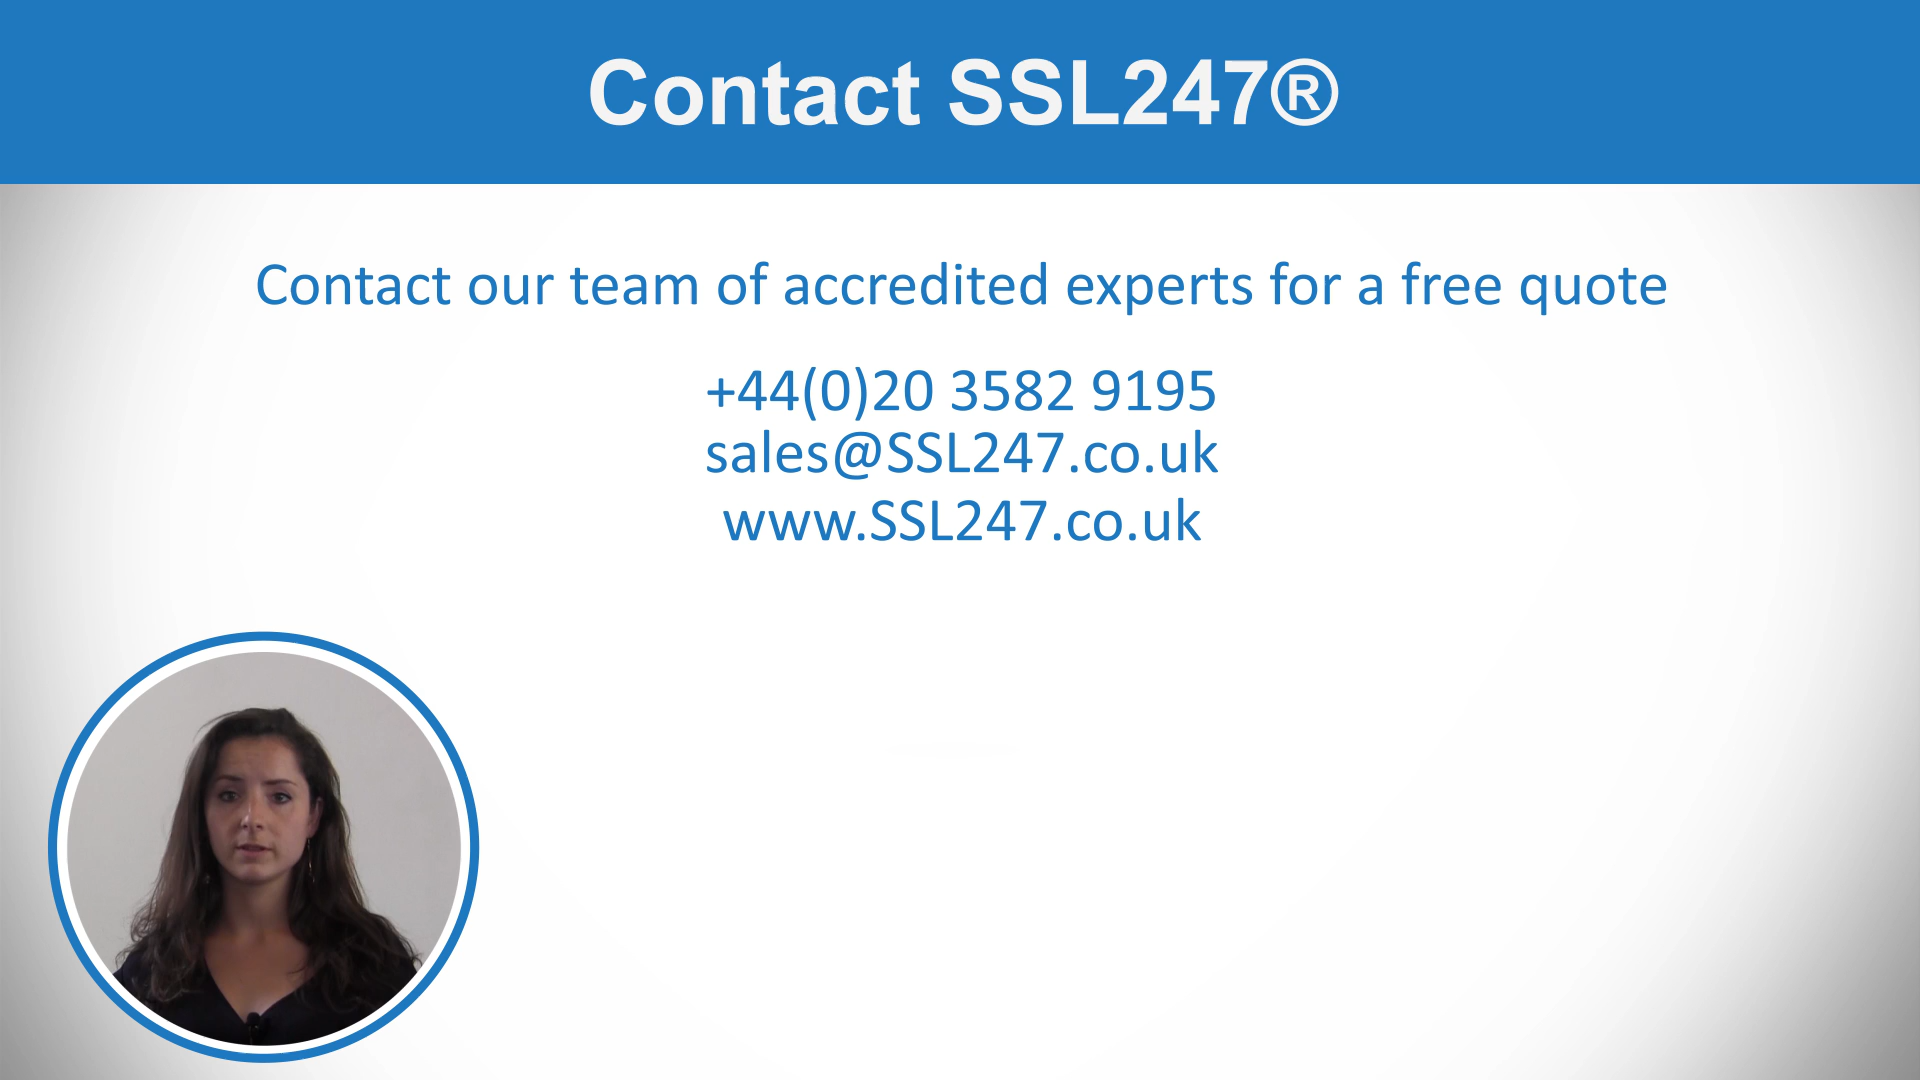 Contact SSL247®
Contact our team of accredited experts for a free quote
+44(0)20 3582 9195
sales@SSL247.co.uk
www.SSL247.co.uk